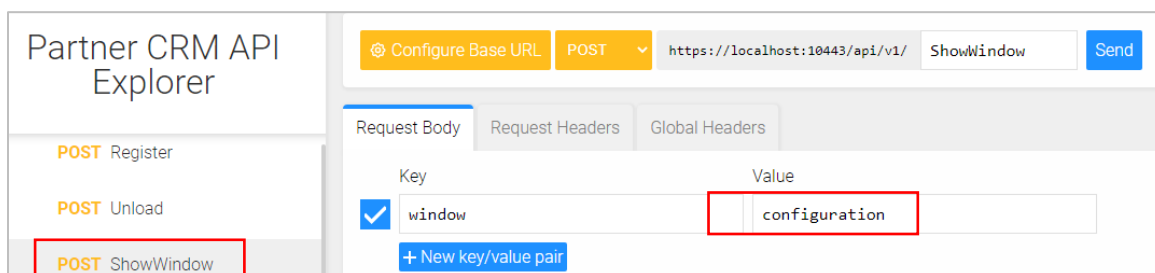 Partner CRM API
Explorer
POST Register
POST Unload
POST ShowWindow
Configure Base URL POST https://localhost:10443/api/v1/ ShowWindow Send
Request Body Request Headers Global Headers
Key Value
window configuration
+ New key/value pair